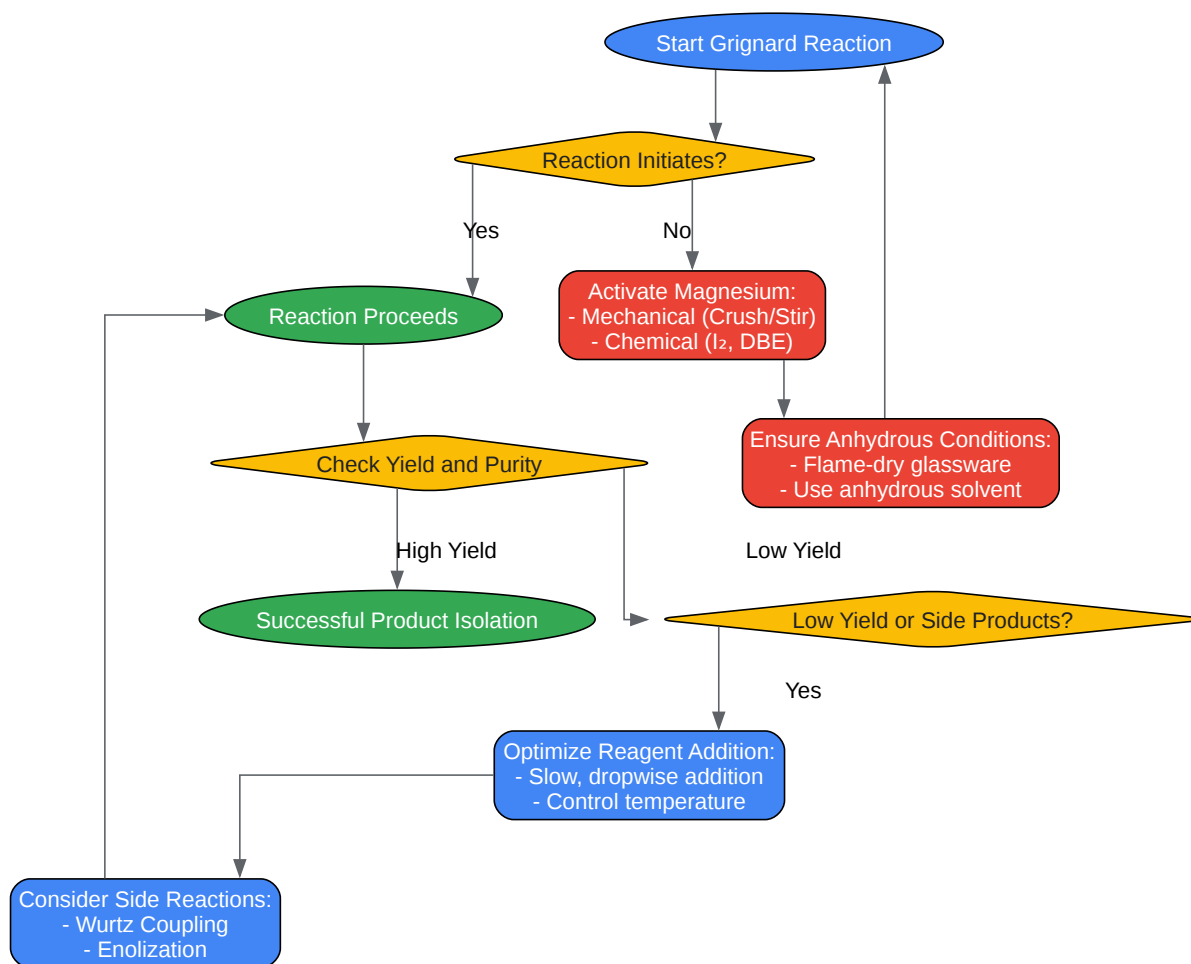 Start Grignard Reaction
Reaction Initiates?
Yes
No
Activate Magnesium:
- Mechanical (Crush/Stir)
- Chemical (I₂, DBE)
Reaction Proceeds
Ensure Anhydrous Conditions:
- Flame-dry glassware
- Use anhydrous solvent
Check Yield and Purity
High Yield
Low Yield
Successful Product Isolation
Low Yield or Side Products?
Yes
Optimize Reagent Addition:
- Slow, dropwise addition
- Control temperature
Consider Side Reactions:
- Wurtz Coupling
- Enolization